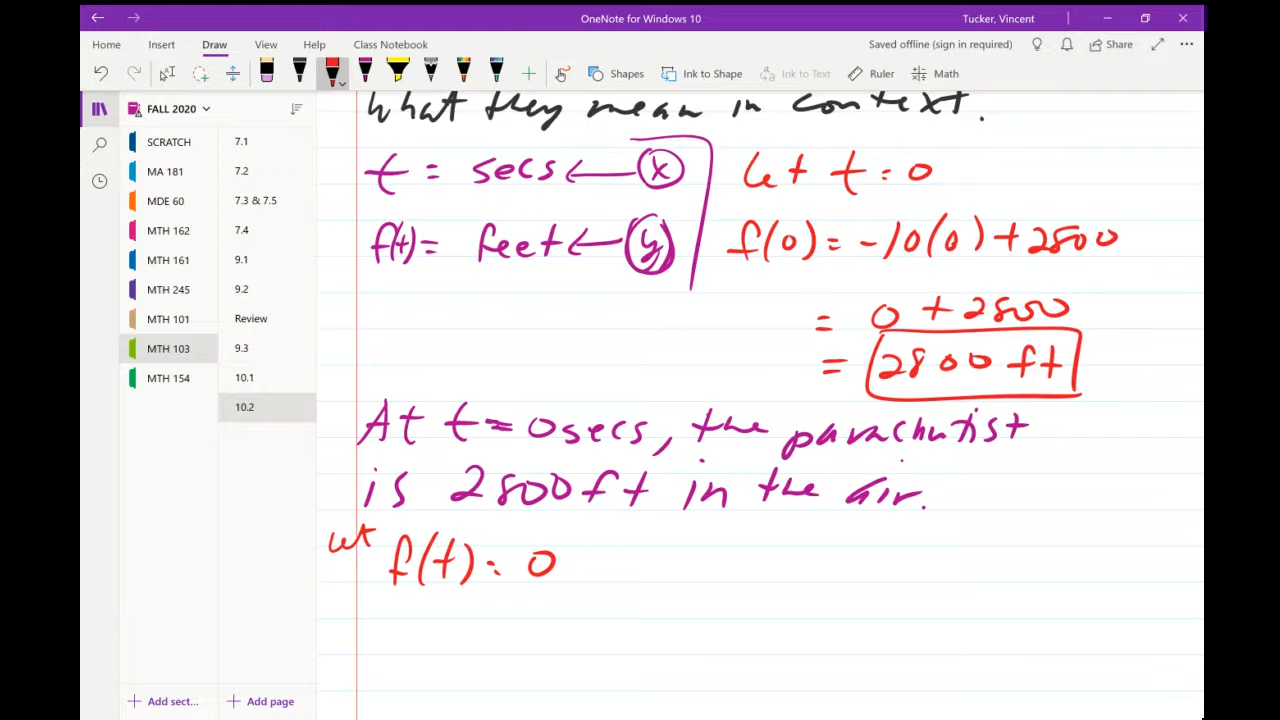 OneNote for Windows 10
Tucker, Vincent
Home Insert Draw View Help Class Notebook
Saved offline (sign in required)
Share
Shapes
Ink to Shape
Ink to Text
Ruler
Math
FALL 2020
SCRATCH
MA 181
MDE 60
MTH 162
MTH 161
MTH 245
MTH 101
MTH 103
MTH 154
7.1
7.2
7.3 & 7.5
7.4
9.1
9.2
Review
9.3
10.1
10.2
Add sect...
Add page
What they mean in context.
t = secs ← x
f(t) = feet ← y
let t = 0
f(0) = -10(0) + 2800
= 0 + 2800
= 2800 ft
At t = 0 secs, the parachutist
is 2800ft in the air.
let f(t) = 0